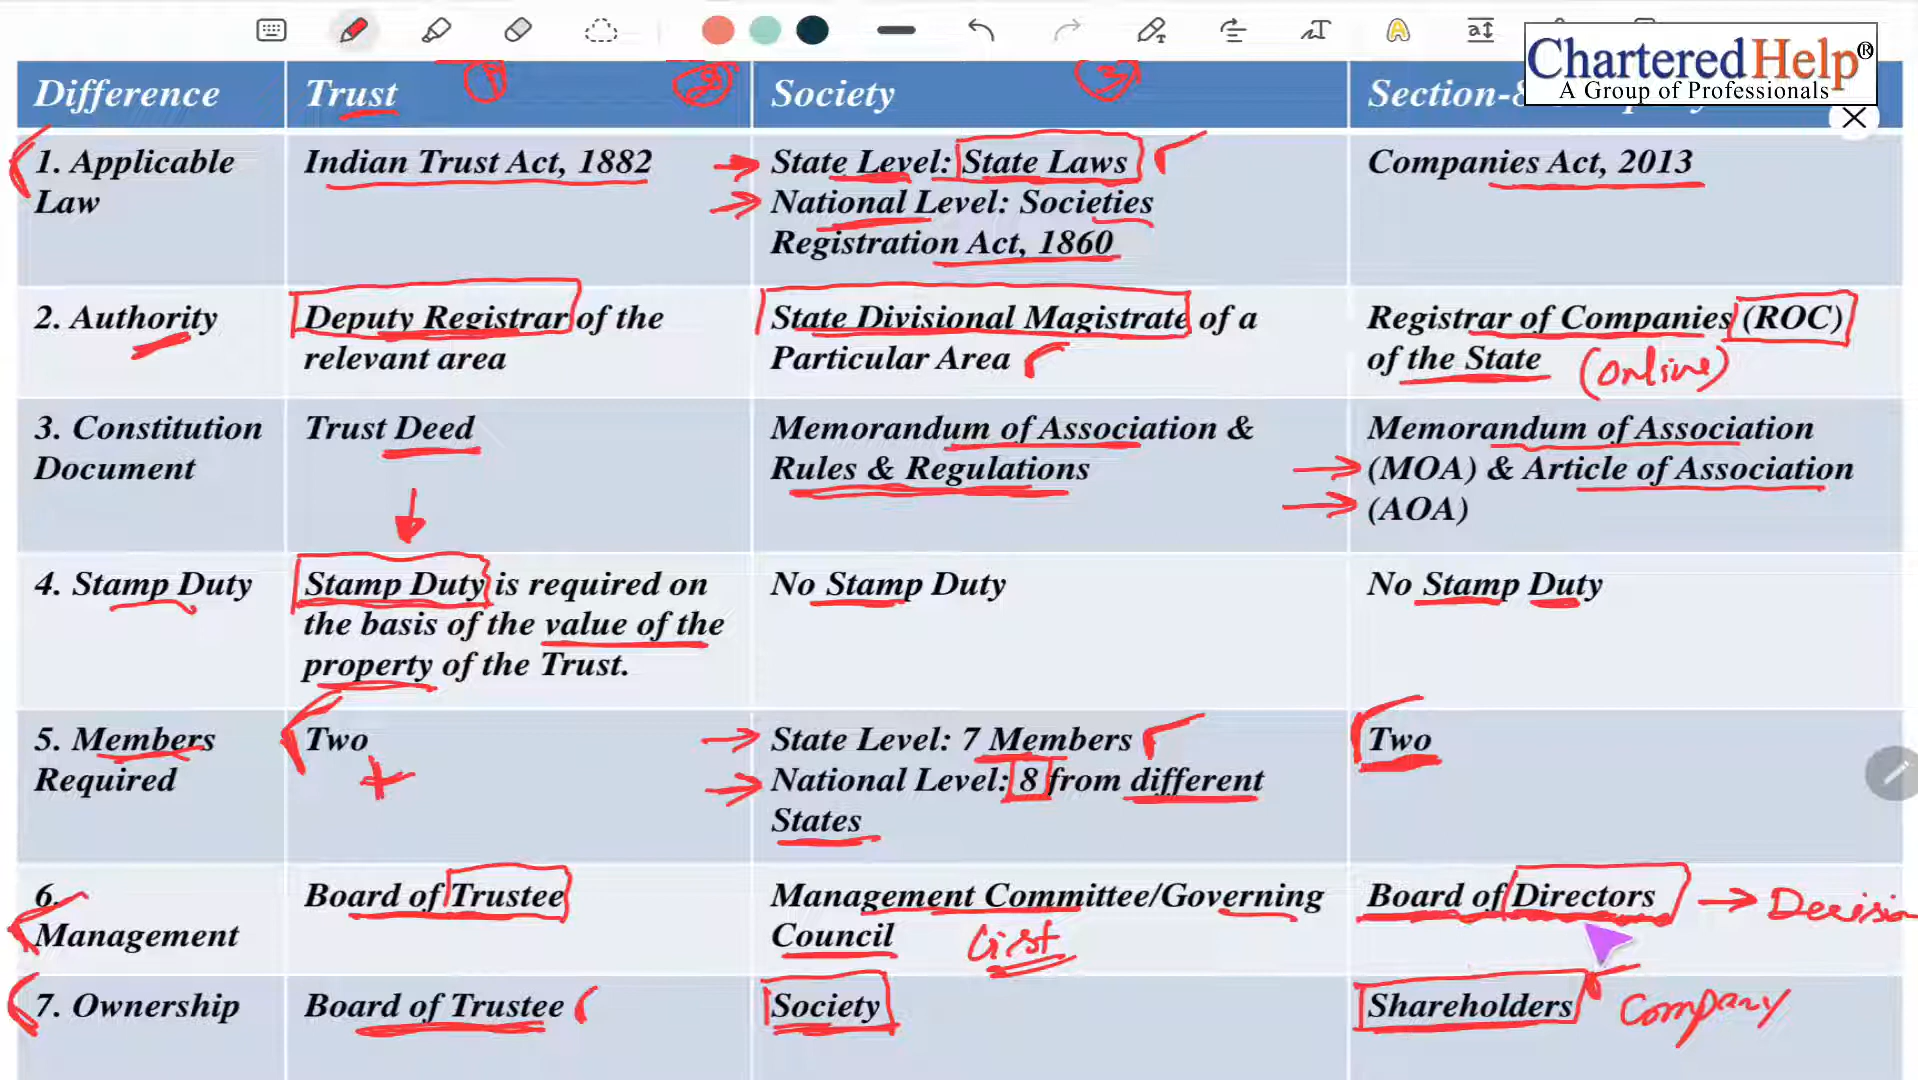 CharteredHelp®
A Group of Professionals
Difference
Trust
1
2
Society
3
Section-8
1. Applicable
Law
Indian Trust Act, 1882
State Level: State Laws
National Level: Societies
Registration Act, 1860
Companies Act, 2013
2. Authority
Deputy Registrar of the
relevant area
State Divisional Magistrate of a
Particular Area
Registrar of Companies (ROC)
of the State
(online)
3. Constitution
Document
Trust Deed
Memorandum of Association &
Rules & Regulations
Memorandum of Association
(MOA) & Article of Association
(AOA)
4. Stamp Duty
Stamp Duty is required on
the basis of the value of the
property of the Trust.
No Stamp Duty
No Stamp Duty
5. Members
Required
Two
+
State Level: 7 Members
National Level: 8 from different
States
Two
6.
Management
Board of Trustee
Management Committee/Governing
Council
List
Board of Directors
Decision
7. Ownership
Board of Trustee
Society
Shareholders
Company